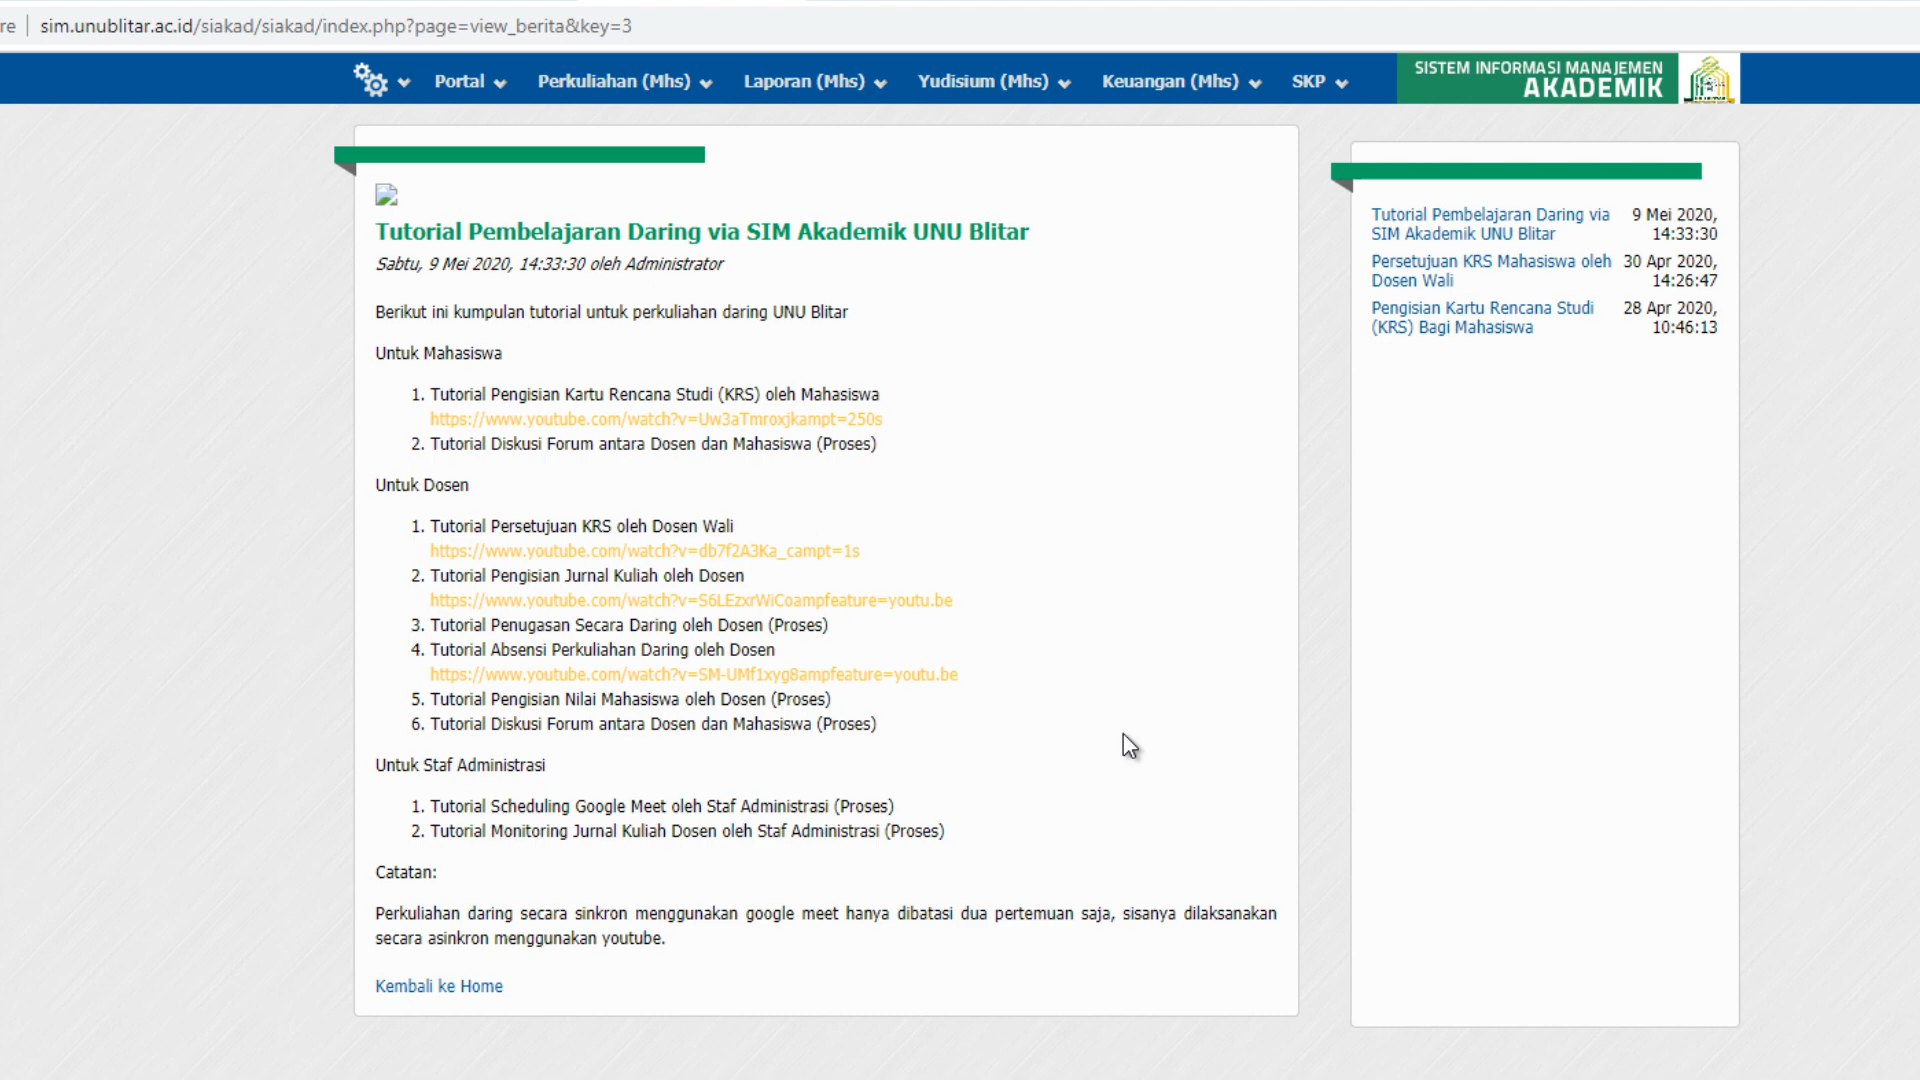 re | sim.unublitar.ac.id/siakad/siakad/index.php?page=view_berita&key=3
Portal Perkuliahan (Mhs) Laporan (Mhs) Yudisium (Mhs) Keuangan (Mhs) SKP
SISTEM INFORMASI MANAJEMEN
AKADEMIK
Tutorial Pembelajaran Daring via SIM Akademik UNU Blitar
Sabtu, 9 Mei 2020, 14:33:30 oleh Administrator
Berikut ini kumpulan tutorial untuk perkuliahan daring UNU Blitar
Untuk Mahasiswa
1. Tutorial Pengisian Kartu Rencana Studi (KRS) oleh Mahasiswa
https://www.youtube.com/watch?v=Uw3aTmroxjkampt=250s
2. Tutorial Diskusi Forum antara Dosen dan Mahasiswa (Proses)
Untuk Dosen
1. Tutorial Persetujuan KRS oleh Dosen Wali
https://www.youtube.com/watch?v=db7f2A3Ka_campt=1s
2. Tutorial Pengisian Jurnal Kuliah oleh Dosen
https://www.youtube.com/watch?v=S6LEzxrWiCoampfeature=youtu.be
3. Tutorial Penugasan Secara Daring oleh Dosen (Proses)
4. Tutorial Absensi Perkuliahan Daring oleh Dosen
https://www.youtube.com/watch?v=SM-UMf1xyg8ampfeature=youtu.be
5. Tutorial Pengisian Nilai Mahasiswa oleh Dosen (Proses)
6. Tutorial Diskusi Forum antara Dosen dan Mahasiswa (Proses)
Untuk Staf Administrasi
1. Tutorial Scheduling Google Meet oleh Staf Administrasi (Proses)
2. Tutorial Monitoring Jurnal Kuliah Dosen oleh Staf Administrasi (Proses)
Catatan:
Perkuliahan daring secara sinkron menggunakan google meet hanya dibatasi dua pertemuan saja, sisanya dilaksanakan
secara asinkron menggunakan youtube.
Kembali ke Home
Tutorial Pembelajaran Daring via 9 Mei 2020,
SIM Akademik UNU Blitar 14:33:30
Persetujuan KRS Mahasiswa oleh 30 Apr 2020,
Dosen Wali 14:26:47
Pengisian Kartu Rencana Studi 28 Apr 2020,
(KRS) Bagi Mahasiswa 10:46:13